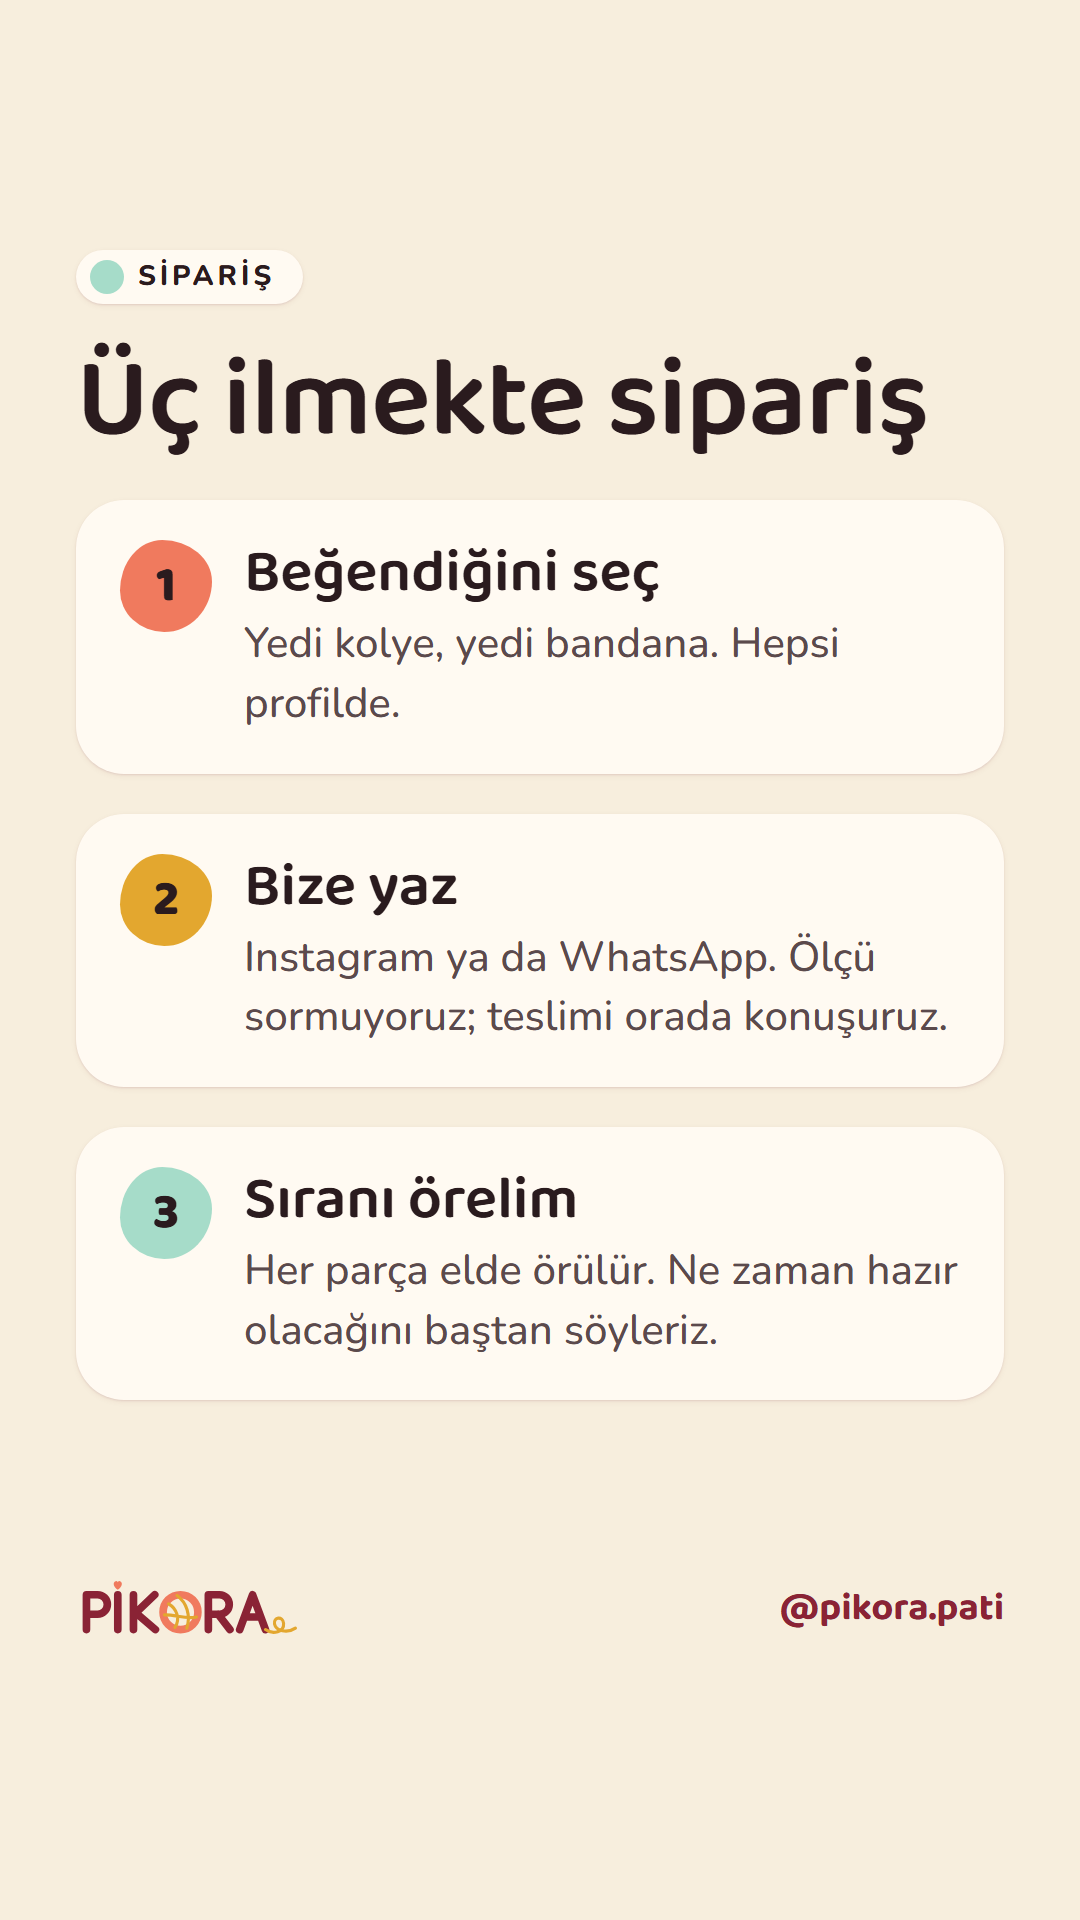 SİPARİŞ
Üç ilmekte sipariş
1
Beğendiğini seç
Yedi kolye, yedi bandana. Hepsi
profilde.
2
Bize yaz
Instagram ya da WhatsApp. Ölçü
sormuyoruz; teslimi orada konuşuruz.
3
Sıranı örelim
Her parça elde örülür. Ne zaman hazır
olacağını baştan söyleriz.
PİKORA
@pikora.pati